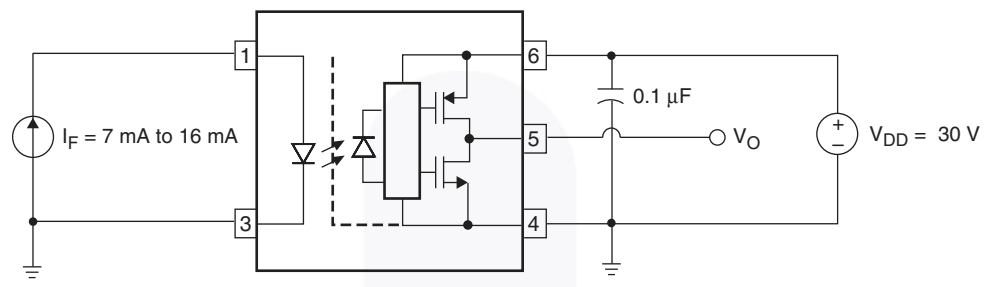 1
6
0.1 μF
I_F = 7 mA to 16 mA
5
V_O
+
–
V_DD = 30 V
3
4